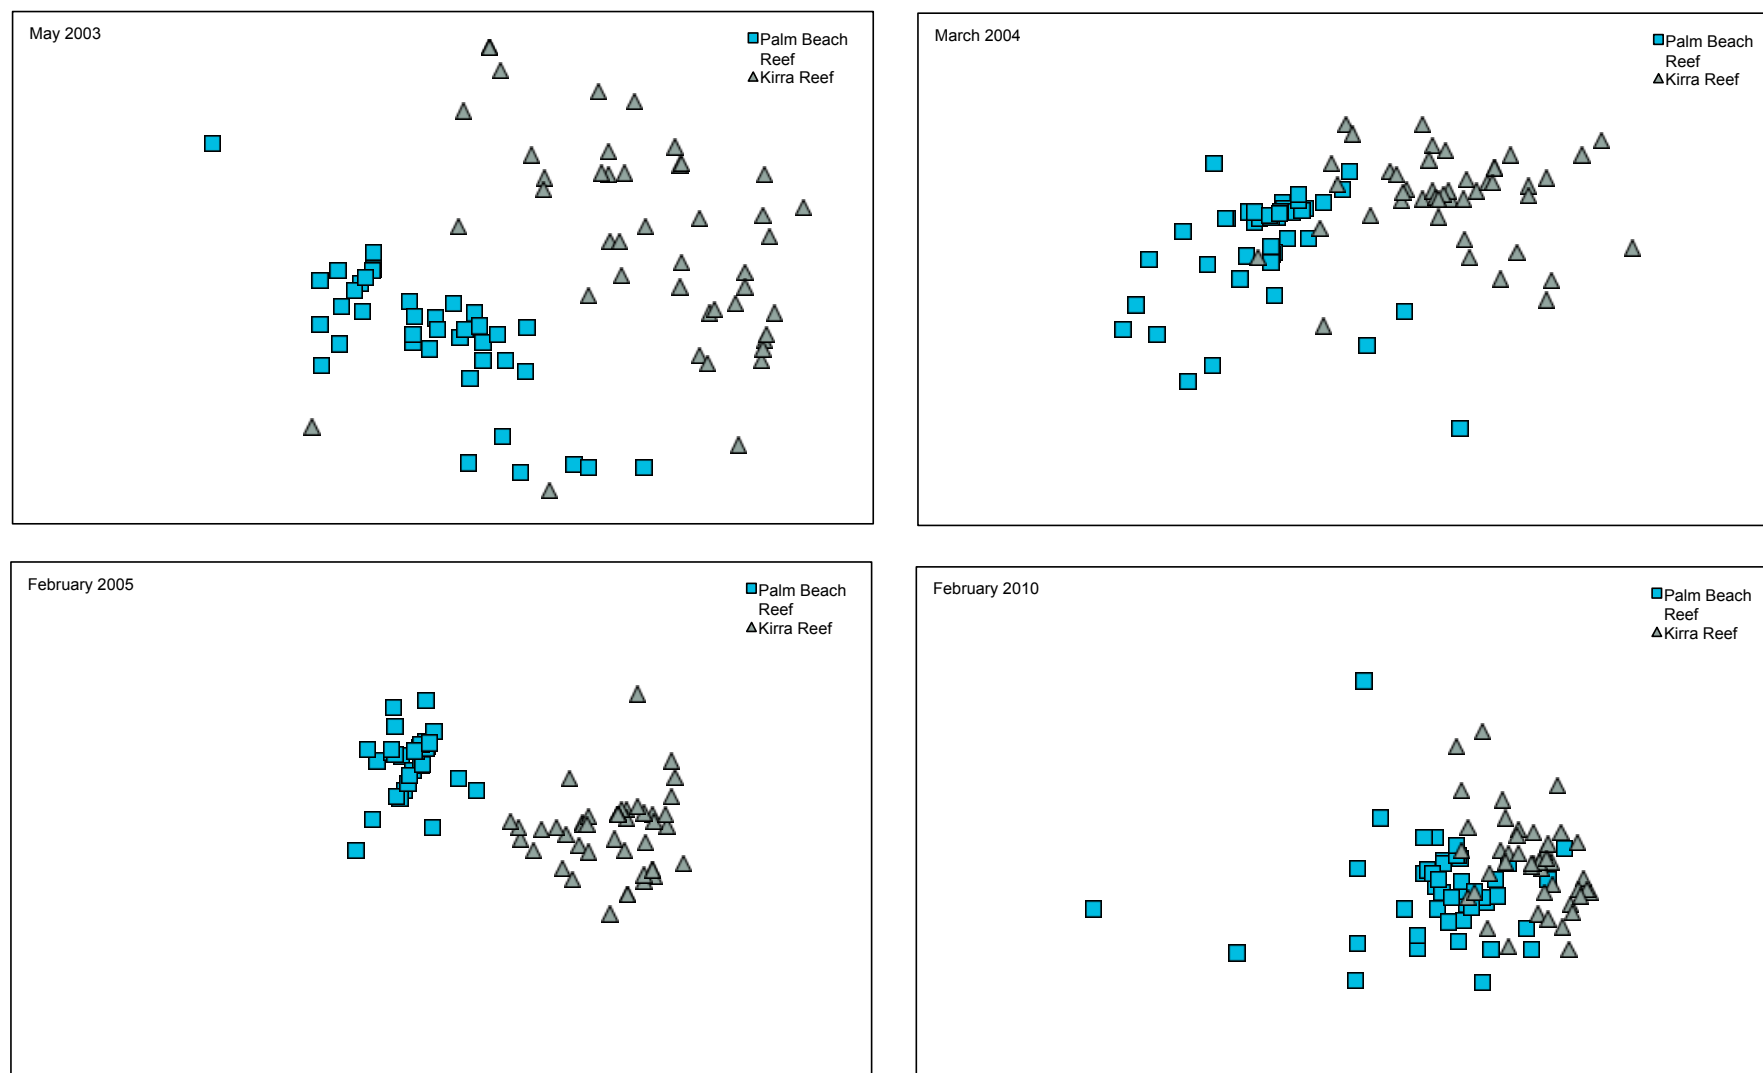 May 2003
Palm Beach
Reef
Kirra Reef
March 2004
Palm Beach
Reef
Kirra Reef
February 2005
Palm Beach
Reef
Kirra Reef
February 2010
Palm Beach
Reef
Kirra Reef